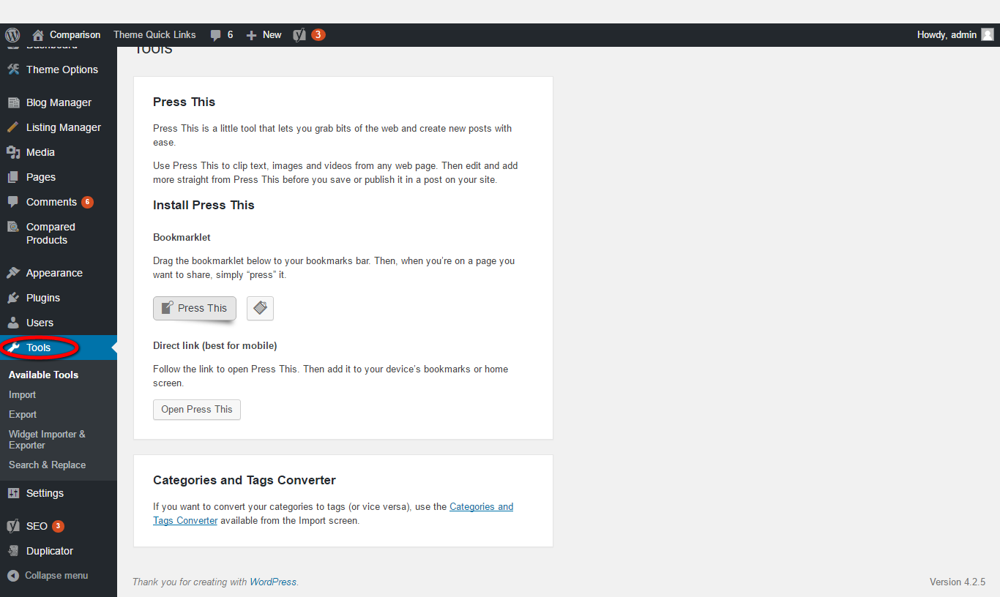 Comparison Theme Quick Links 6 New 3 Howdy, admin
Dashboard
Tools
Theme Options
Blog Manager
Listing Manager
Media
Pages
Comments 6
Compared
Products
Appearance
Plugins
Users
Tools
Available Tools
Import
Export
Widget Importer &
Exporter
Search & Replace
Settings
SEO 3
Duplicator
Collapse menu
Press This
Press This is a little tool that lets you grab bits of the web and create new posts with
ease.
Use Press This to clip text, images and videos from any web page. Then edit and add
more straight from Press This before you save or publish it in a post on your site.
Install Press This
Bookmarklet
Drag the bookmarklet below to your bookmarks bar. Then, when you’re on a page you
want to share, simply “press” it.
Press This
Direct link (best for mobile)
Follow the link to open Press This. Then add it to your device’s bookmarks or home
screen.
Open Press This
Categories and Tags Converter
If you want to convert your categories to tags (or vice versa), use the Categories and
Tags Converter available from the Import screen.
Thank you for creating with WordPress.
Version 4.2.5